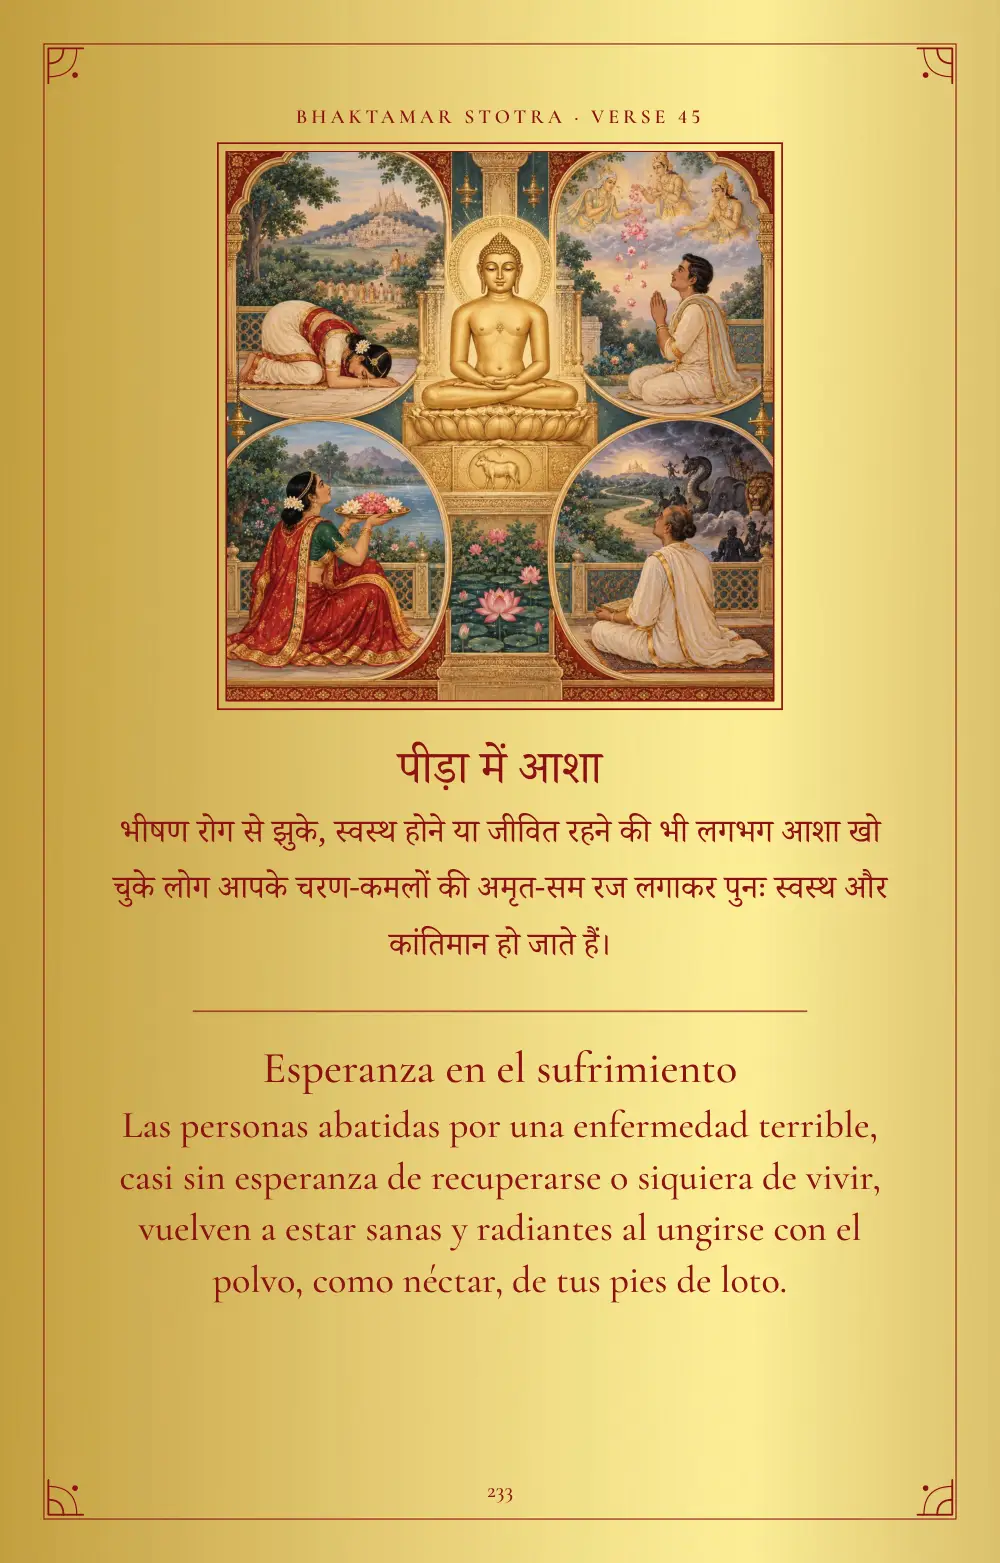 BHAKTAMAR STOTRA · VERSE 45
पीड़ा में आशा
भीषण रोग से झुके, स्वस्थ होने या जीवित रहने की भी लगभग आशा खो
चुके लोग आपके चरण-कमलों की अमृत-सम रज लगाकर पुनः स्वस्थ और
कांतिमान हो जाते हैं।
Esperanza en el sufrimiento
Las personas abatidas por una enfermedad terrible,
casi sin esperanza de recuperarse o siquiera de vivir,
vuelven a estar sanas y radiantes al ungirse con el
polvo, como néctar, de tus pies de loto.
233